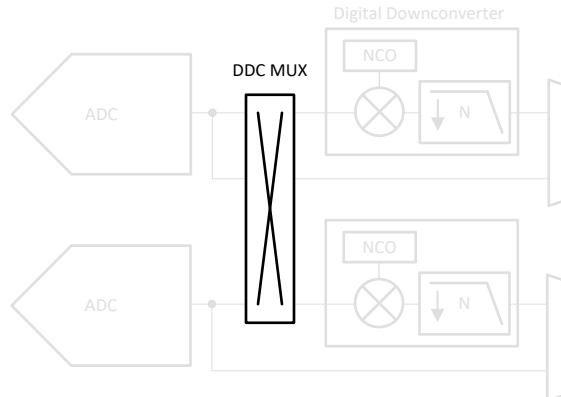 Digital Downconverter
NCO
DDC MUX
ADC
N
NCO
ADC
N